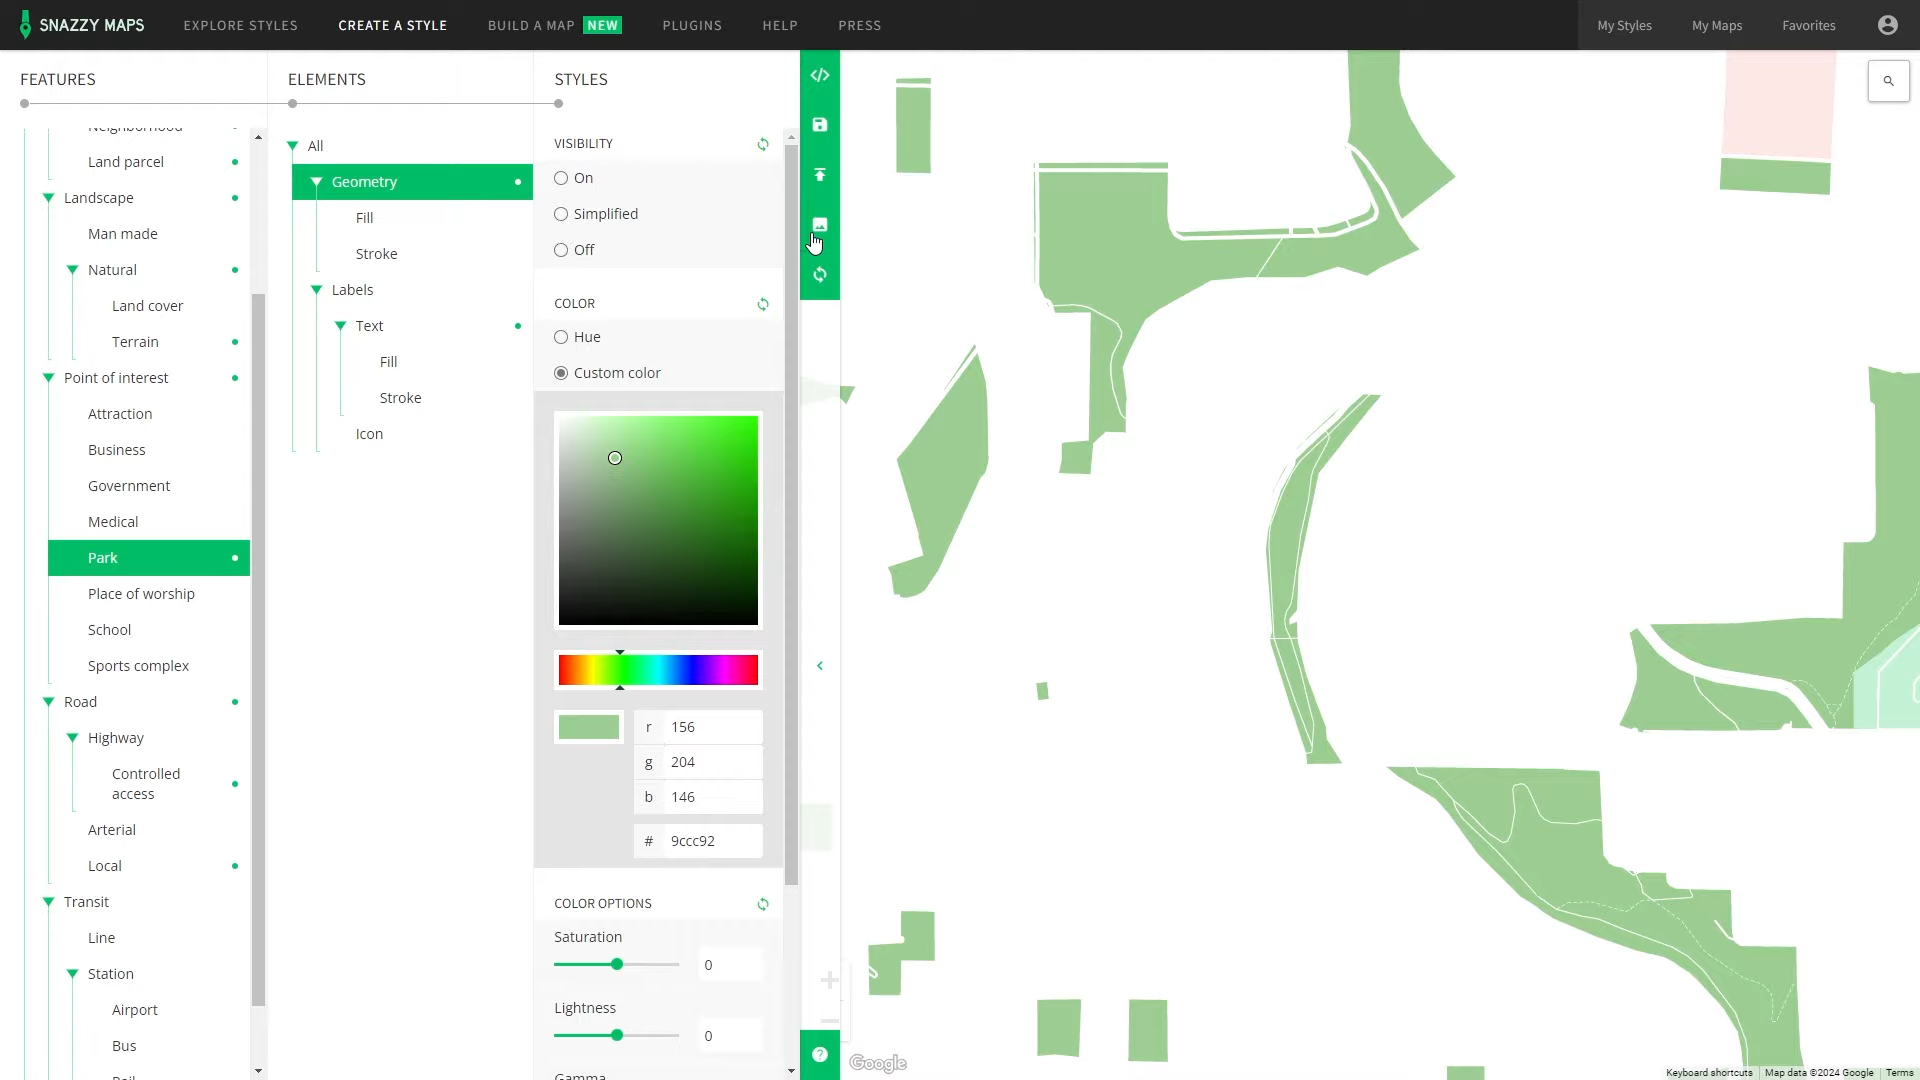 SNAZZY MAPS
EXPLORE STYLES
CREATE A STYLE
BUILD A MAP NEW
PLUGINS
HELP
PRESS
My Styles
My Maps
Favorites
FEATURES
Neighborhood
Land parcel
Landscape
Man made
Natural
Land cover
Terrain
Point of interest
Attraction
Business
Government
Medical
Park
Place of worship
School
Sports complex
Road
Highway
Controlled
access
Arterial
Local
Transit
Line
Station
Airport
Bus
Rail
ELEMENTS
All
Geometry
Fill
Stroke
Labels
Text
Fill
Stroke
Icon
STYLES
VISIBILITY
On
Simplified
Off
COLOR
Hue
Custom color
r 156
g 204
b 146
# 9ccc92
COLOR OPTIONS
Saturation
0
Lightness
0
Gamma
Google
Keyboard shortcuts
Map data ©2024 Google
Terms